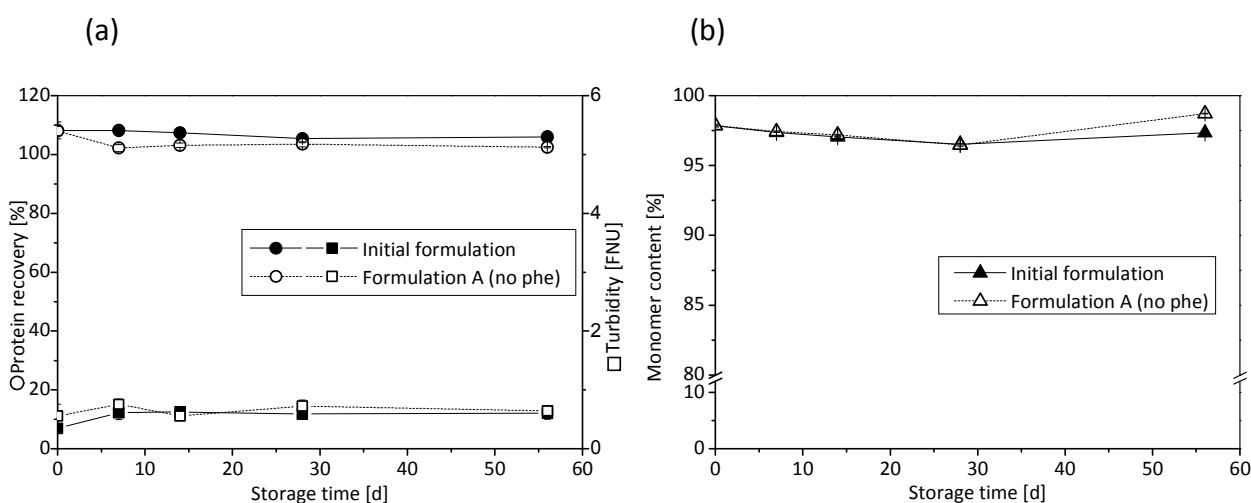 (a)
120
100
80
60
40
20
0
○Protein recovery [%]
0 10 20 30 40 50 60
Storage time [d]
6
4
2
0
□ Turbidity [FNU]
Initial formulation
Formulation A (no phe)
(b)
100
95
90
85
80
10
0
Monomer content [%]
0 10 20 30 40 50 60
Storage time [d]
Initial formulation
Formulation A (no phe)